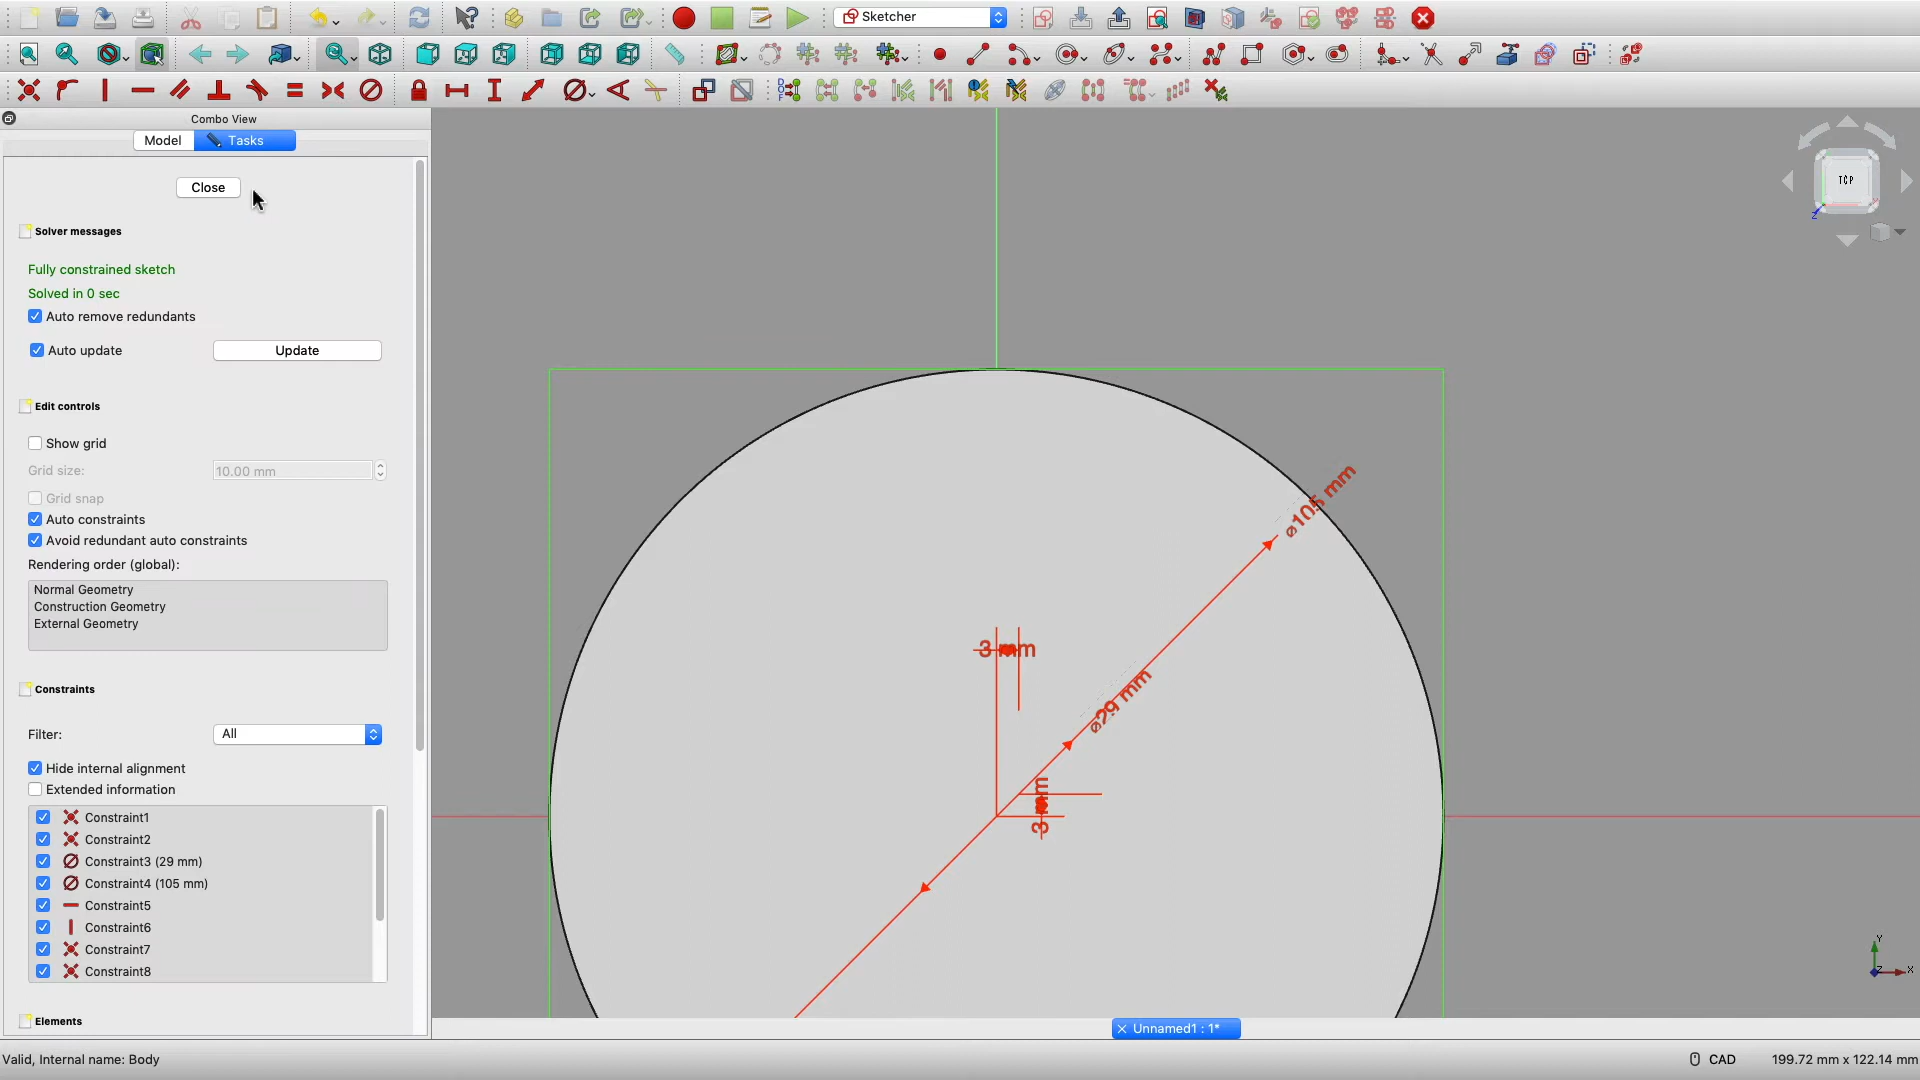 Sketcher
Combo View
Model
Tasks
Close
Solver messages
Fully constrained sketch
Solved in 0 sec
Auto remove redundants
Auto update
Update
Edit controls
Show grid
Grid size:
10.00 mm
Grid snap
Auto constraints
Avoid redundant auto constraints
Rendering order (global):
Normal Geometry
Construction Geometry
External Geometry
Constraints
Filter:
All
Hide internal alignment
Extended information
Constraint1
Constraint2
Constraint3 (29 mm)
Constraint4 (105 mm)
Constraint5
Constraint6
Constraint7
Constraint8
Elements
TOP
Z
⌀105 mm
3 mm
⌀29 mm
3 mm
Y
Z
X
Unnamed1 : 1*
Valid, Internal name: Body
CAD
199.72 mm x 122.14 mm